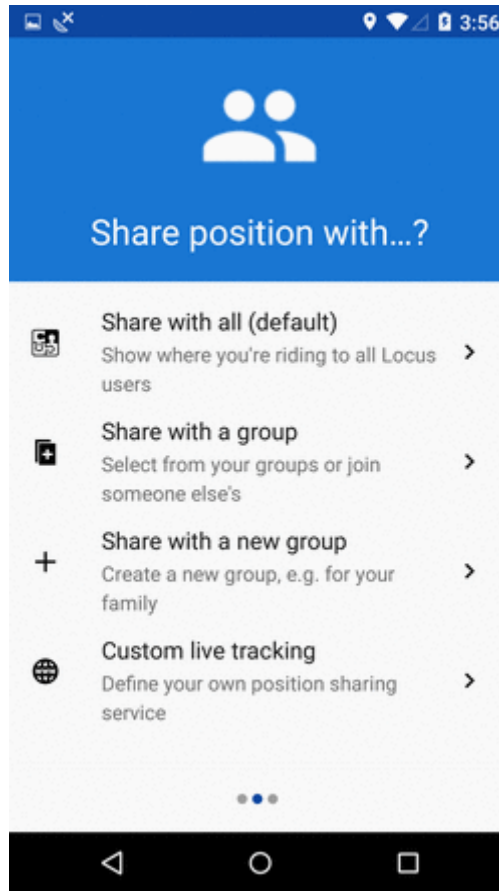 3:56
Share position with...?
Share with all (default)
Show where you're riding to all Locus
users
Share with a group
Select from your groups or join
someone else's
Share with a new group
Create a new group, e.g. for your
family
Custom live tracking
Define your own position sharing
service